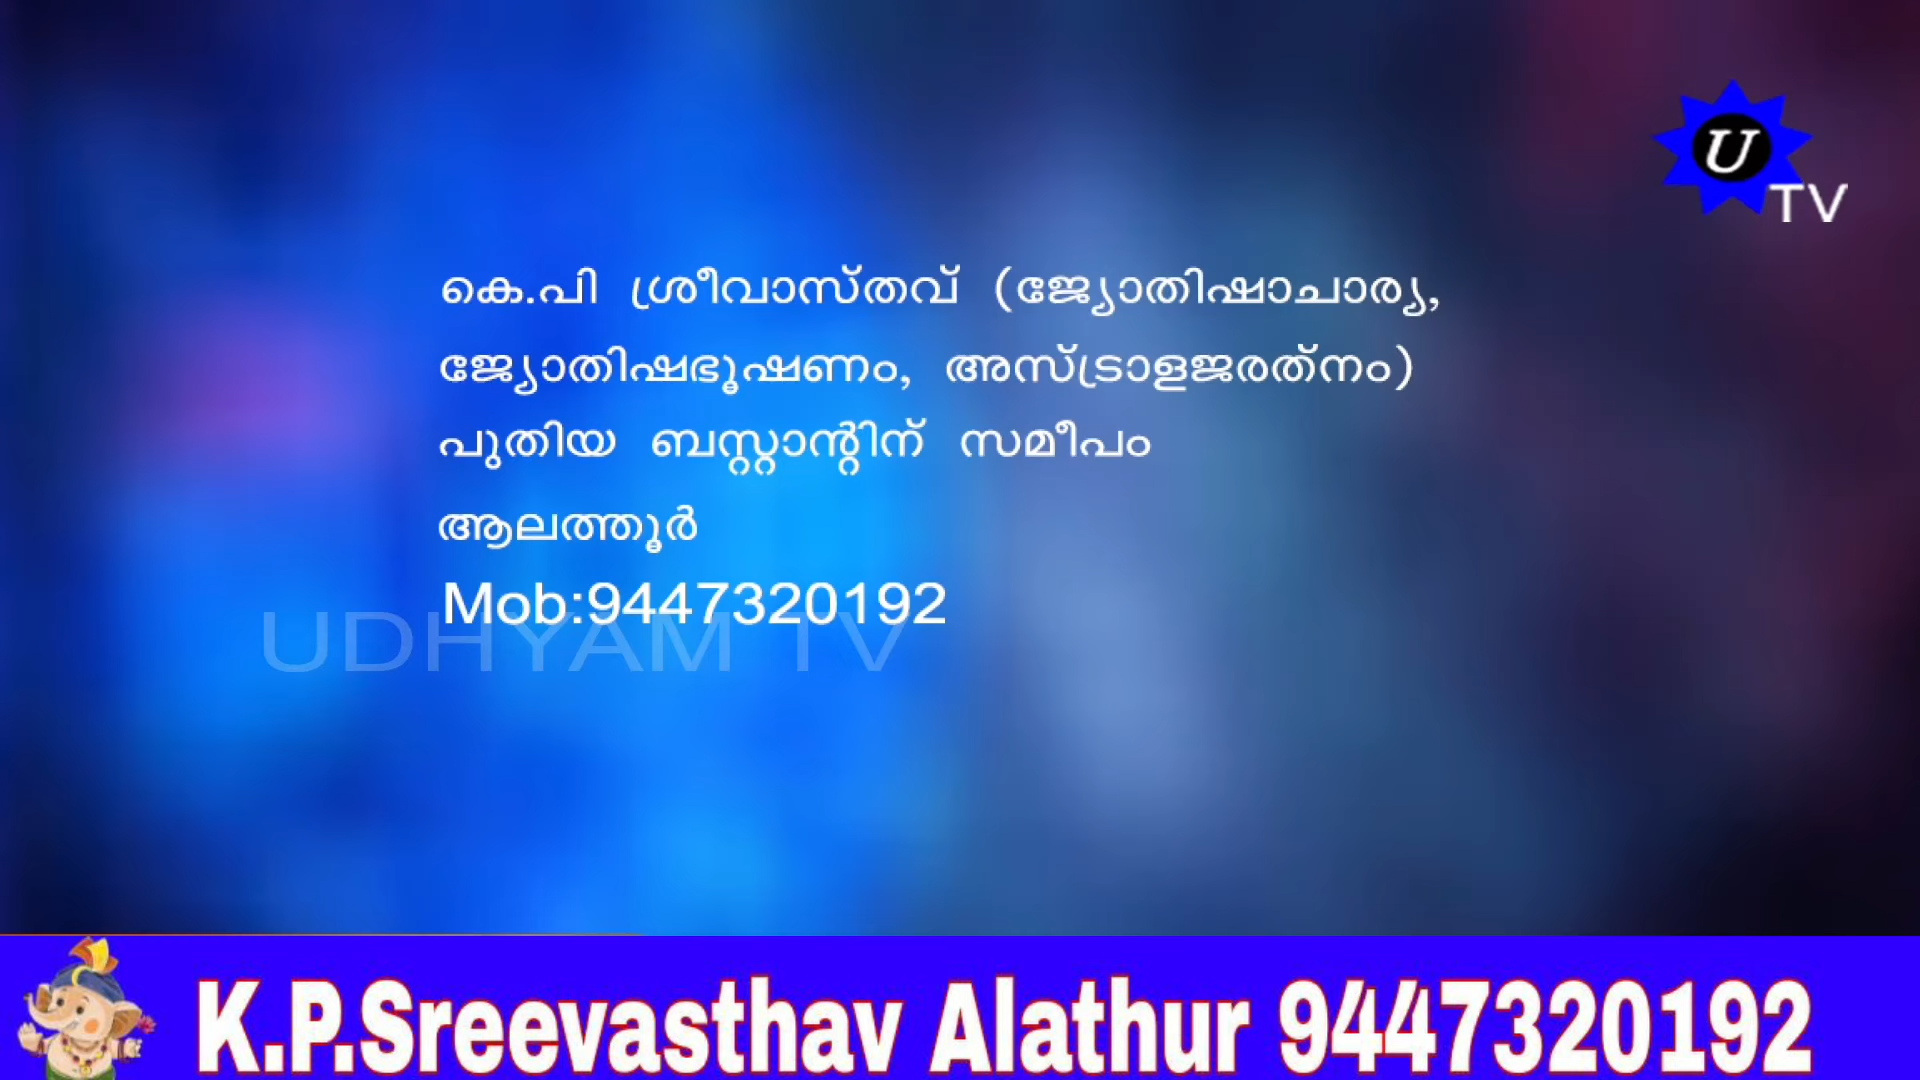 U
TV
കെ.പി ശ്രീവാസ്തവ് (ജ്യോതിഷാചാര്യ,
ജ്യോതിഷഭൂഷണം, അസ്ട്രാളജരത്നം)
പുതിയ ബസ്സ്റ്റാന്റിന് സമീപം
ആലത്തൂർ
Mob:9447320192
UDHYAM TV
K.P.Sreevasthav Alathur 9447320192